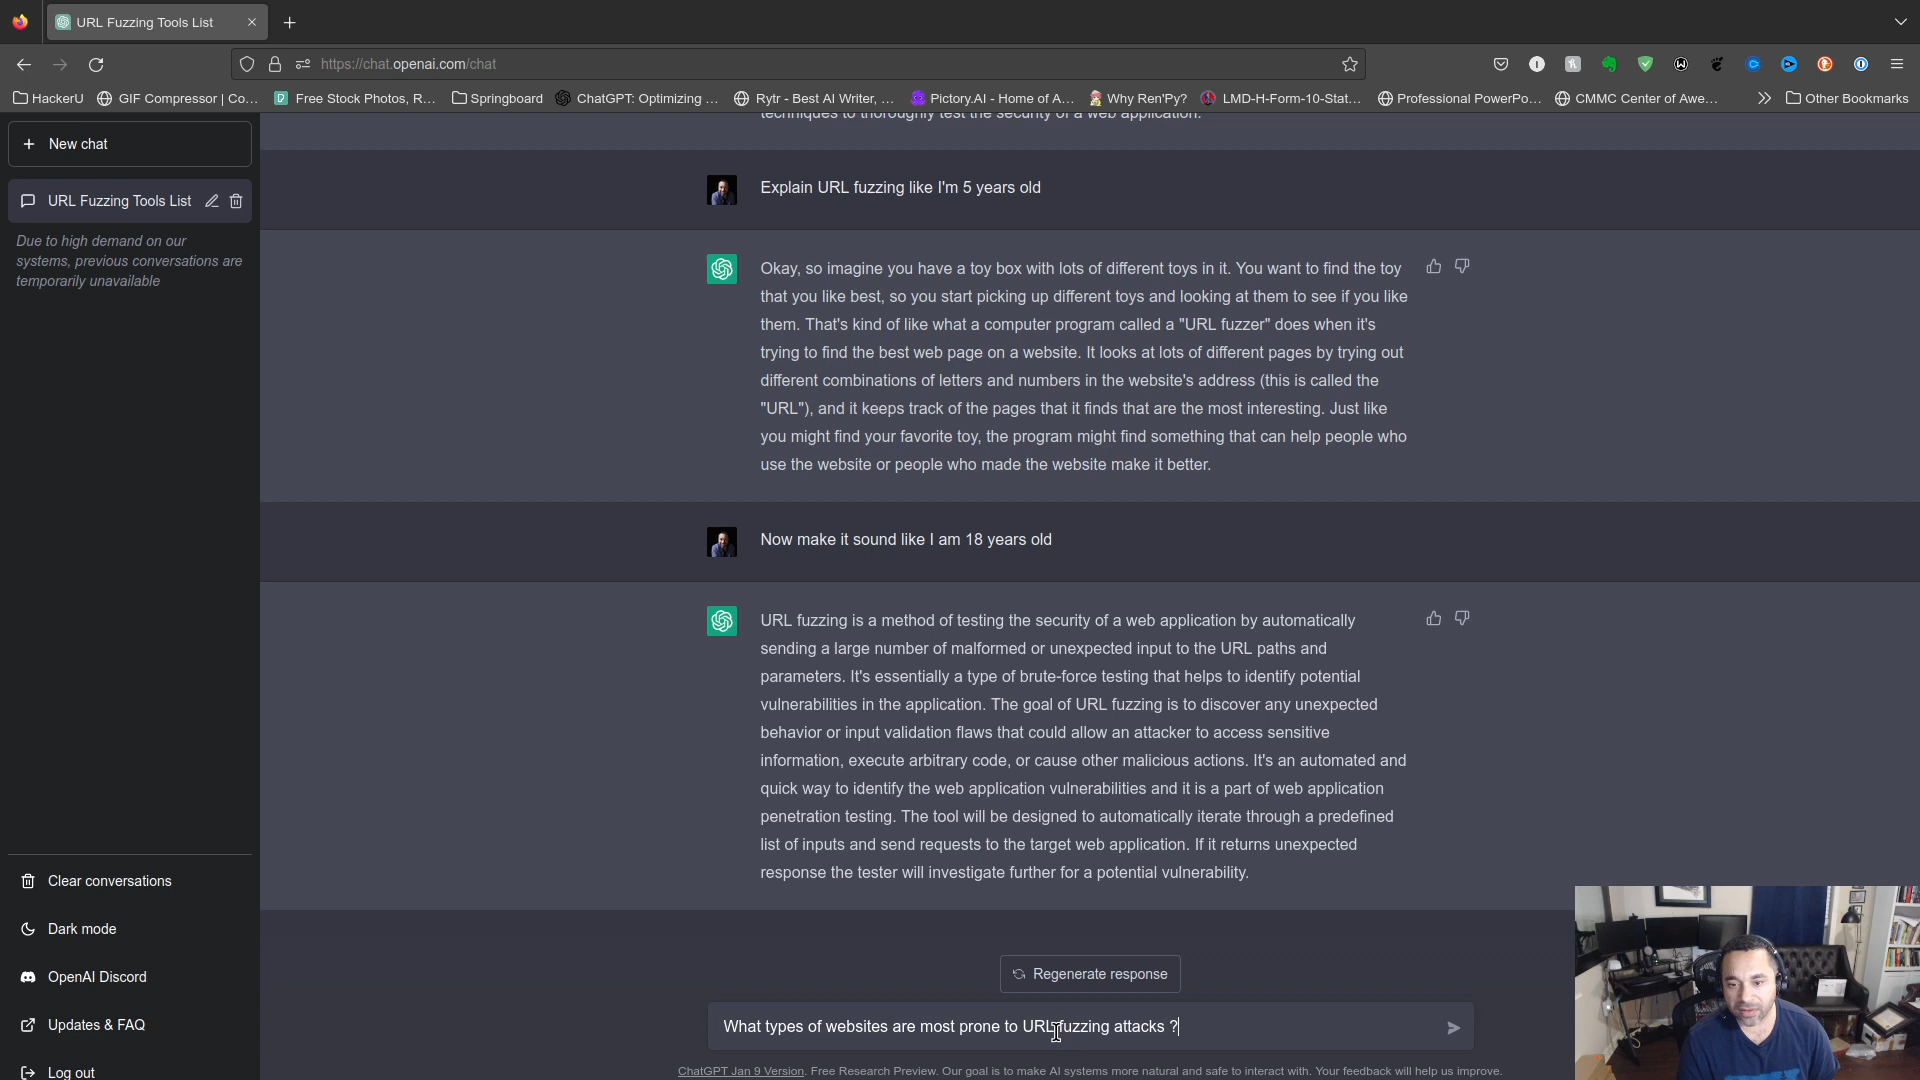 URL Fuzzing Tools List
https://chat.openai.com/chat
HackerU
GIF Compressor | Co...
Free Stock Photos, R...
Springboard
ChatGPT: Optimizing ...
Rytr - Best AI Writer, ...
Pictory.AI - Home of A...
Why Ren'Py?
LMD-H-Form-10-Stat...
Professional PowerPo...
CMMC Center of Awe...
Other Bookmarks
New chat
URL Fuzzing Tools List
Due to high demand on our
systems, previous conversations are
temporarily unavailable
Clear conversations
Dark mode
OpenAI Discord
Updates & FAQ
Log out
techniques to thoroughly test the security of a web application.
Explain URL fuzzing like I'm 5 years old
Okay, so imagine you have a toy box with lots of different toys in it. You want to find the toy
that you like best, so you start picking up different toys and looking at them to see if you like
them. That's kind of like what a computer program called a "URL fuzzer" does when it's
trying to find the best web page on a website. It looks at lots of different pages by trying out
different combinations of letters and numbers in the website's address (this is called the
"URL"), and it keeps track of the pages that it finds that are the most interesting. Just like
you might find your favorite toy, the program might find something that can help people who
use the website or people who made the website make it better.
Now make it sound like I am 18 years old
URL fuzzing is a method of testing the security of a web application by automatically
sending a large number of malformed or unexpected input to the URL paths and
parameters. It's essentially a type of brute-force testing that helps to identify potential
vulnerabilities in the application. The goal of URL fuzzing is to discover any unexpected
behavior or input validation flaws that could allow an attacker to access sensitive
information, execute arbitrary code, or cause other malicious actions. It's an automated and
quick way to identify the web application vulnerabilities and it is a part of web application
penetration testing. The tool will be designed to automatically iterate through a predefined
list of inputs and send requests to the target web application. If it returns unexpected
response the tester will investigate further for a potential vulnerability.
Regenerate response
What types of websites are most prone to URL fuzzing attacks ?
ChatGPT Jan 9 Version. Free Research Preview. Our goal is to make AI systems more natural and safe to interact with. Your feedback will help us improve.